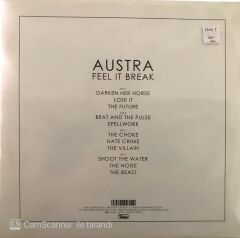 AUSTRA
FEEL IT BREAK
DARKEN HER HORSE
LOSE IT
THE FUTURE
BEAT AND THE PULSE
SPELLWORK
THE CHOKE
HATE CRIME
THE VILLAIN
SHOOT THE WATER
THE NOISE
THE BEAST
CS CamScanner ile tarandı